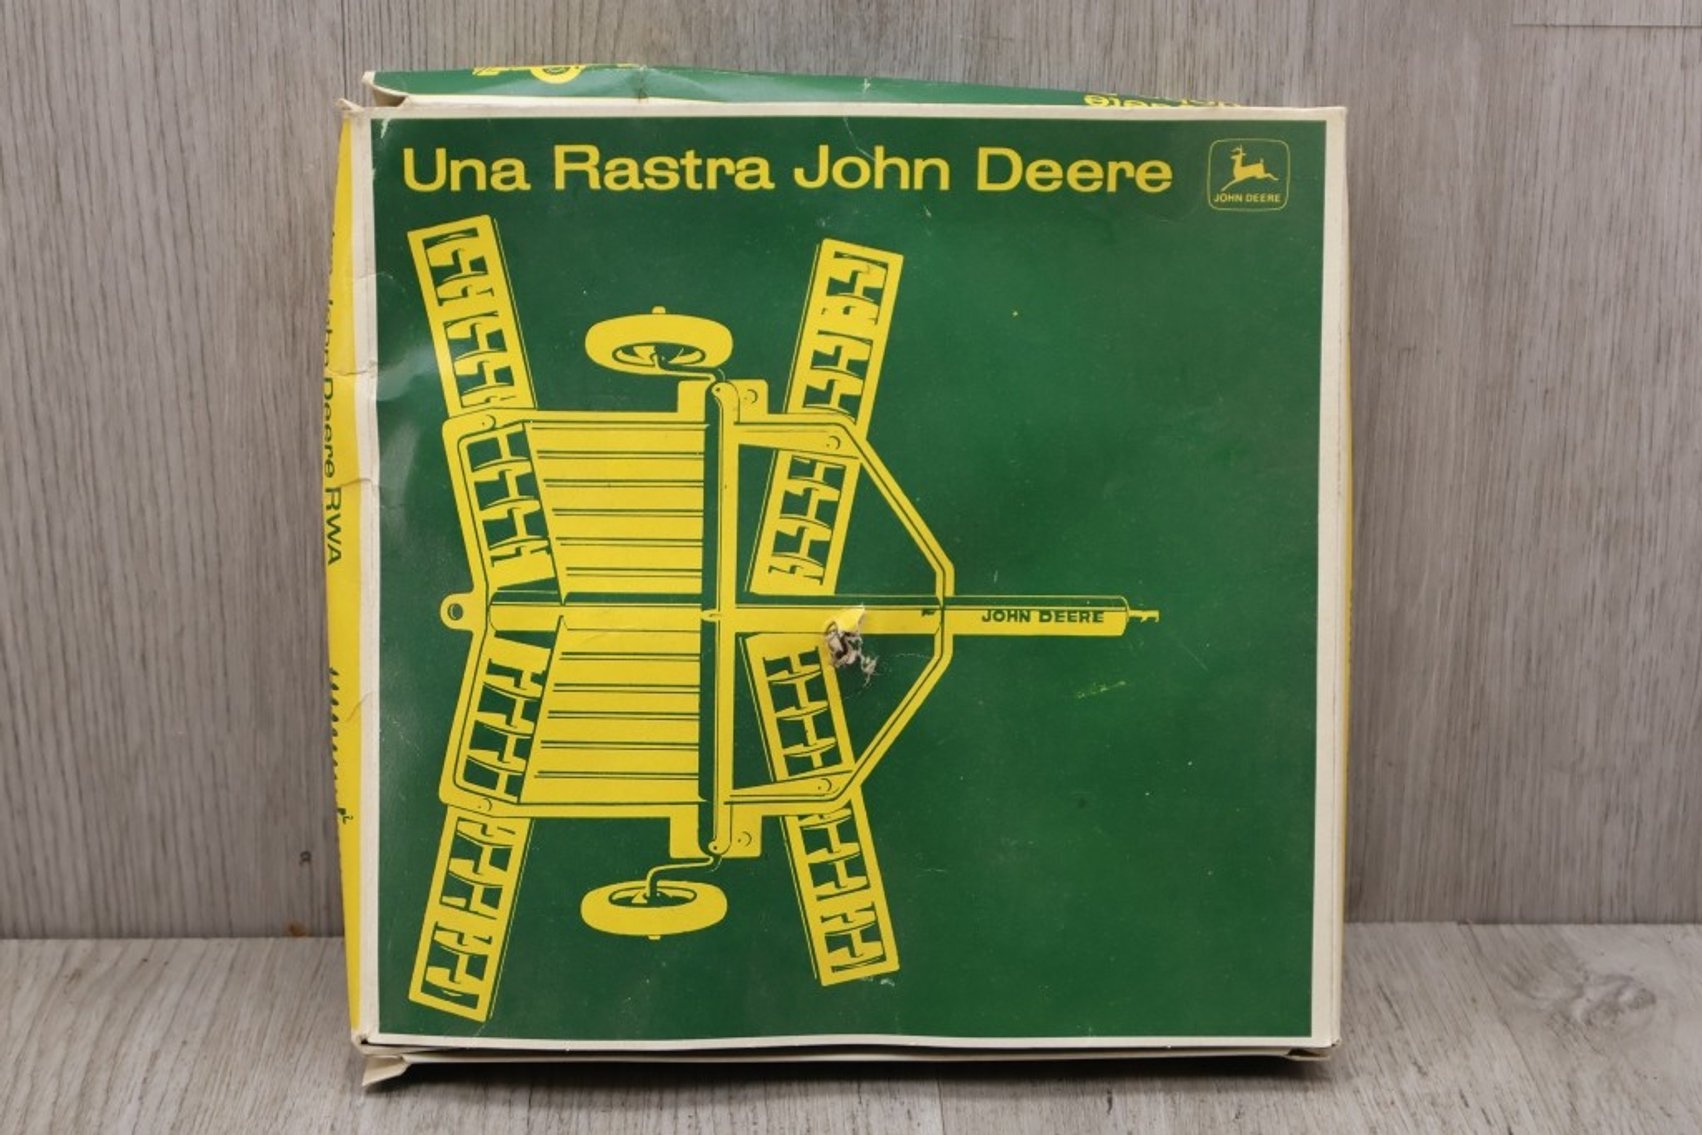 Una Rastra John Deere
JOHN DEERE
JOHN DEERE
John Deere RWA